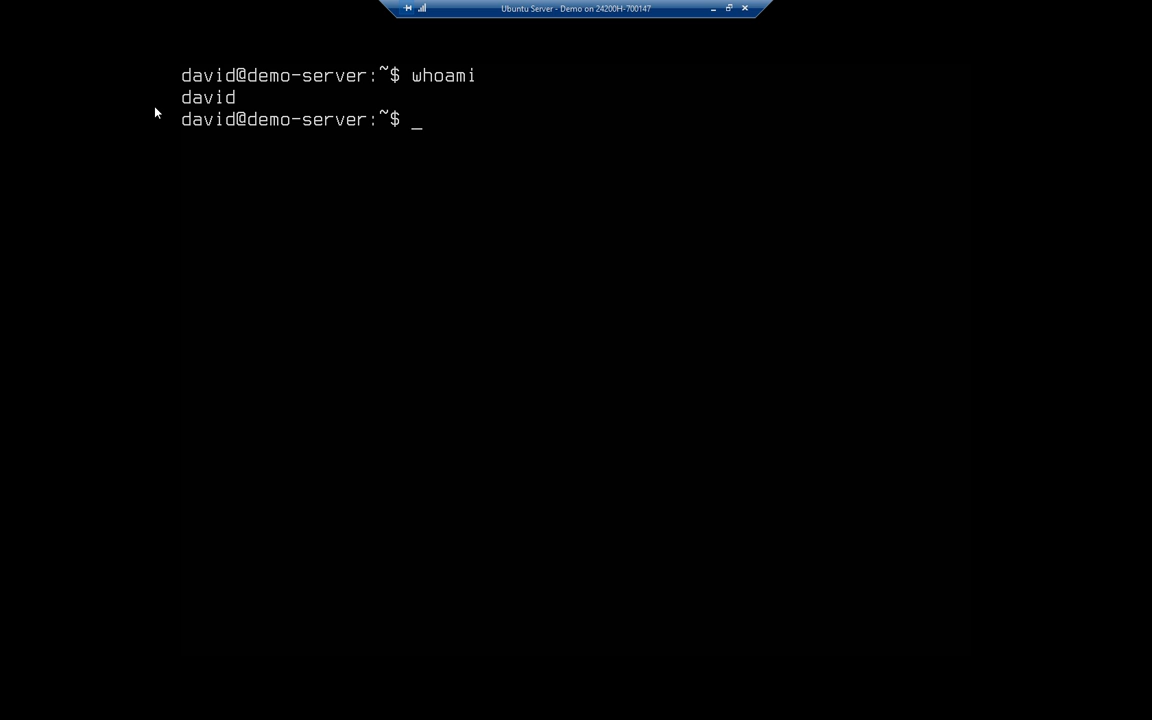 Ubuntu Server - Demo on 24200H-700147
david@demo-server:~$ whoami
david
david@demo-server:~$ _